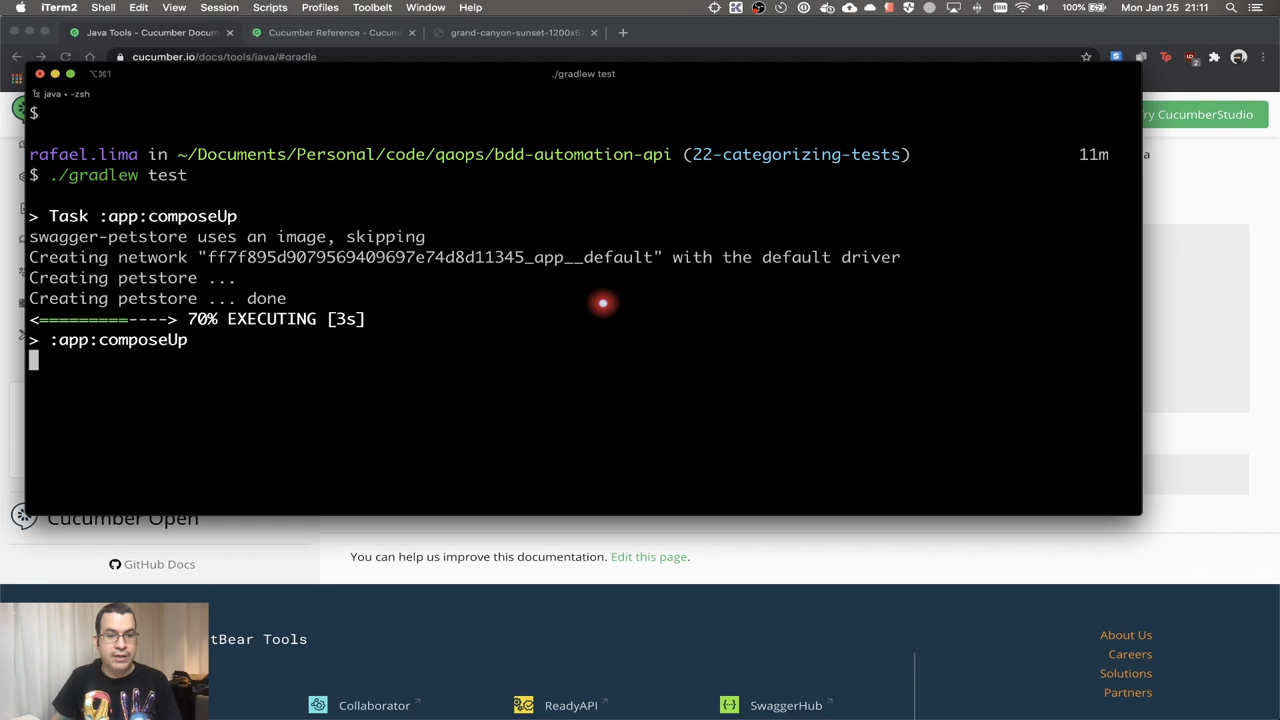 iTerm2 Shell Edit View Session Scripts Profiles Toolbelt Window Help 100% Mon Jan 25 21:11
Java Tools - Cucumber Docum
Cucumber Reference - Cucum
grand-canyon-sunset-1200x6
cucumber.io/docs/tools/java/#gradle
⌥⌘1
./gradlew test
java • -zsh
$
ry CucumberStudio
rafael.lima in ~/Documents/Personal/code/qaops/bdd-automation-api (22-categorizing-tests) 11m
a
$ ./gradlew test
> Task :app:composeUp
swagger-petstore uses an image, skipping
Creating network "ff7f895d9079569409697e74d8d11345_app__default" with the default driver
Creating petstore ...
Creating petstore ... done
<=========----> 70% EXECUTING [3s]
> :app:composeUp
Cucumber Open
You can help us improve this documentation. Edit this page.
GitHub Docs
tBear Tools
About Us
Careers
Solutions
Partners
Collaborator
ReadyAPI
SwaggerHub